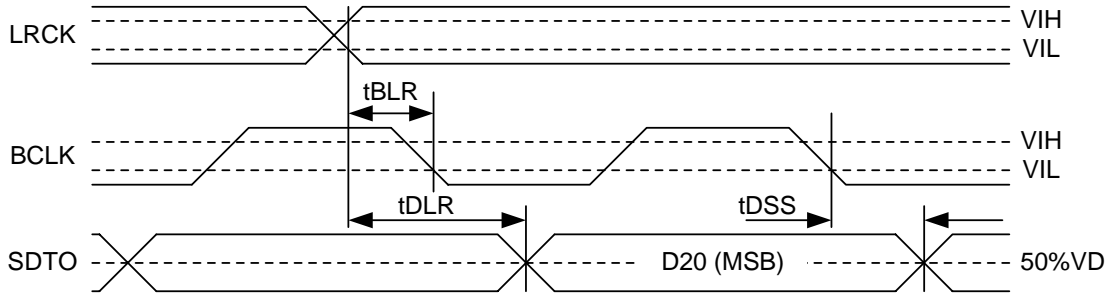 LRCK
VIH
VIL
tBLR
BCLK
VIH
VIL
tDLR
tDSS
SDTO
D20 (MSB)
50%VD